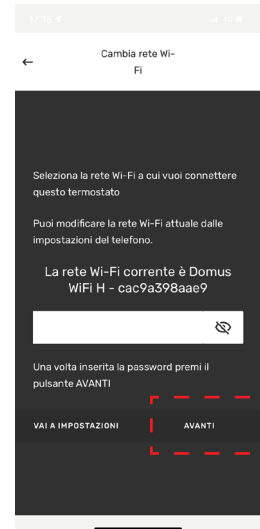 Cambia rete Wi-
Fi
Seleziona la rete Wi-Fi a cui vuoi connettere
questo termostato
Puoi modificare la rete Wi-Fi attuale dalle
impostazioni del telefono.
La rete Wi-Fi corrente è Domus
WiFi H - cac9a398aae9
Una volta inserita la password premi il
pulsante AVANTI
VAI A IMPOSTAZIONI
AVANTI